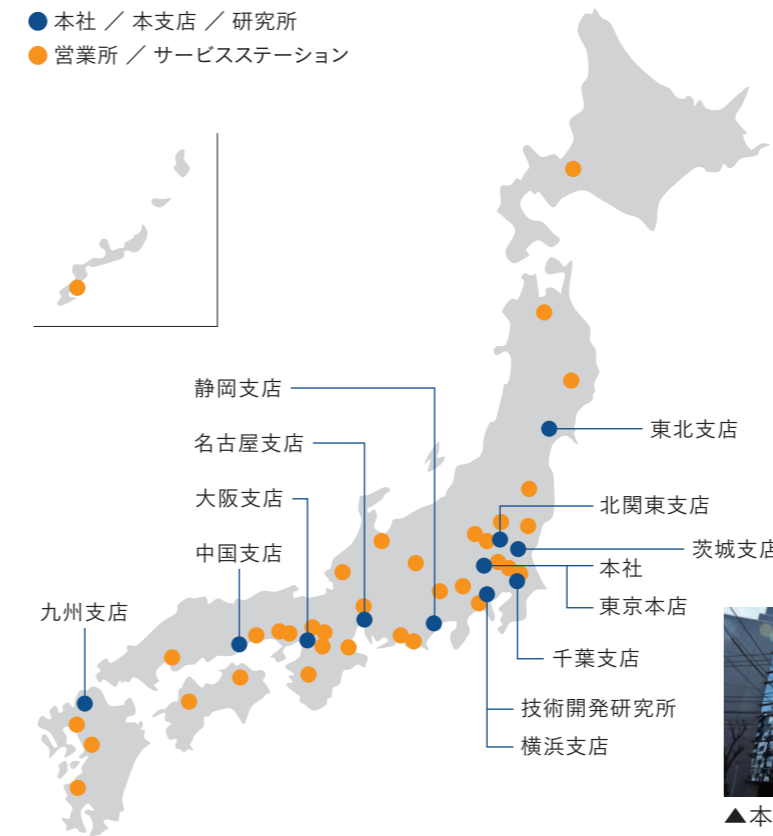 本社 ／ 本支店 ／ 研究所
営業所 ／ サービスステーション
静岡支店
東北支店
名古屋支店
大阪支店
北関東支店
中国支店
茨城支店
本社
九州支店
東京本店
千葉支店
技術開発研究所
横浜支店
▲本